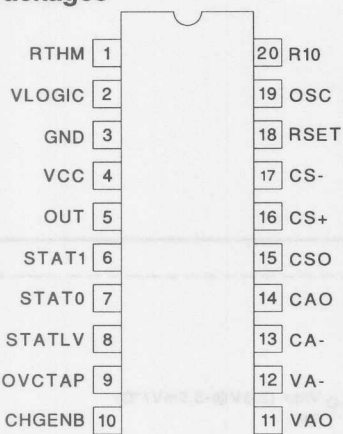 RTHM 1 20 R10
VLOGIC 2 19 OSC
GND 3 18 RSET
VCC 4 17 CS-
OUT 5 16 CS+
STAT1 6 15 CSO
STAT0 7 14 CAO
STATLV 8 13 CA-
OVCTAP 9 12 VA-
CHGENB 10 11 VAO